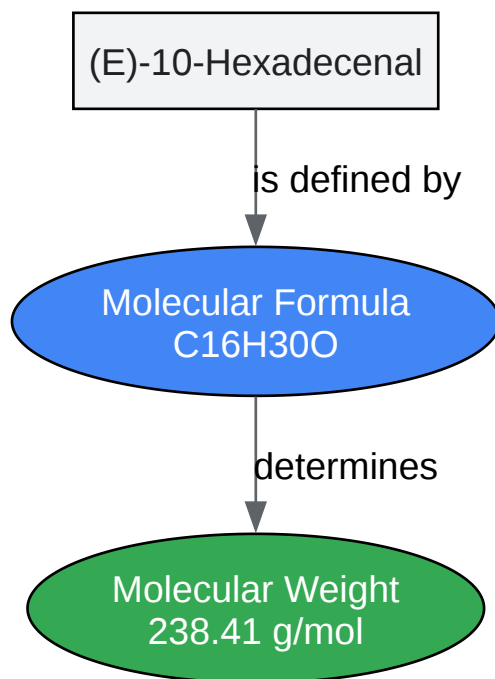 (E)-10-Hexadecenal
is defined by
Molecular Formula
C16H30O
determines
Molecular Weight
238.41 g/mol